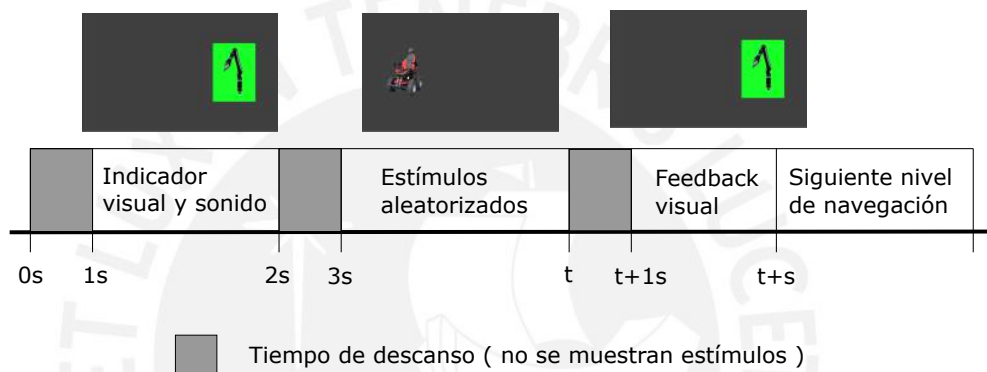 Indicador
visual y sonido
Estímulos
aleatorizados
Feedback
visual
Siguiente nivel
de navegación
0s 1s 2s 3s t t+1s t+s
Tiempo de descanso ( no se muestran estímulos )